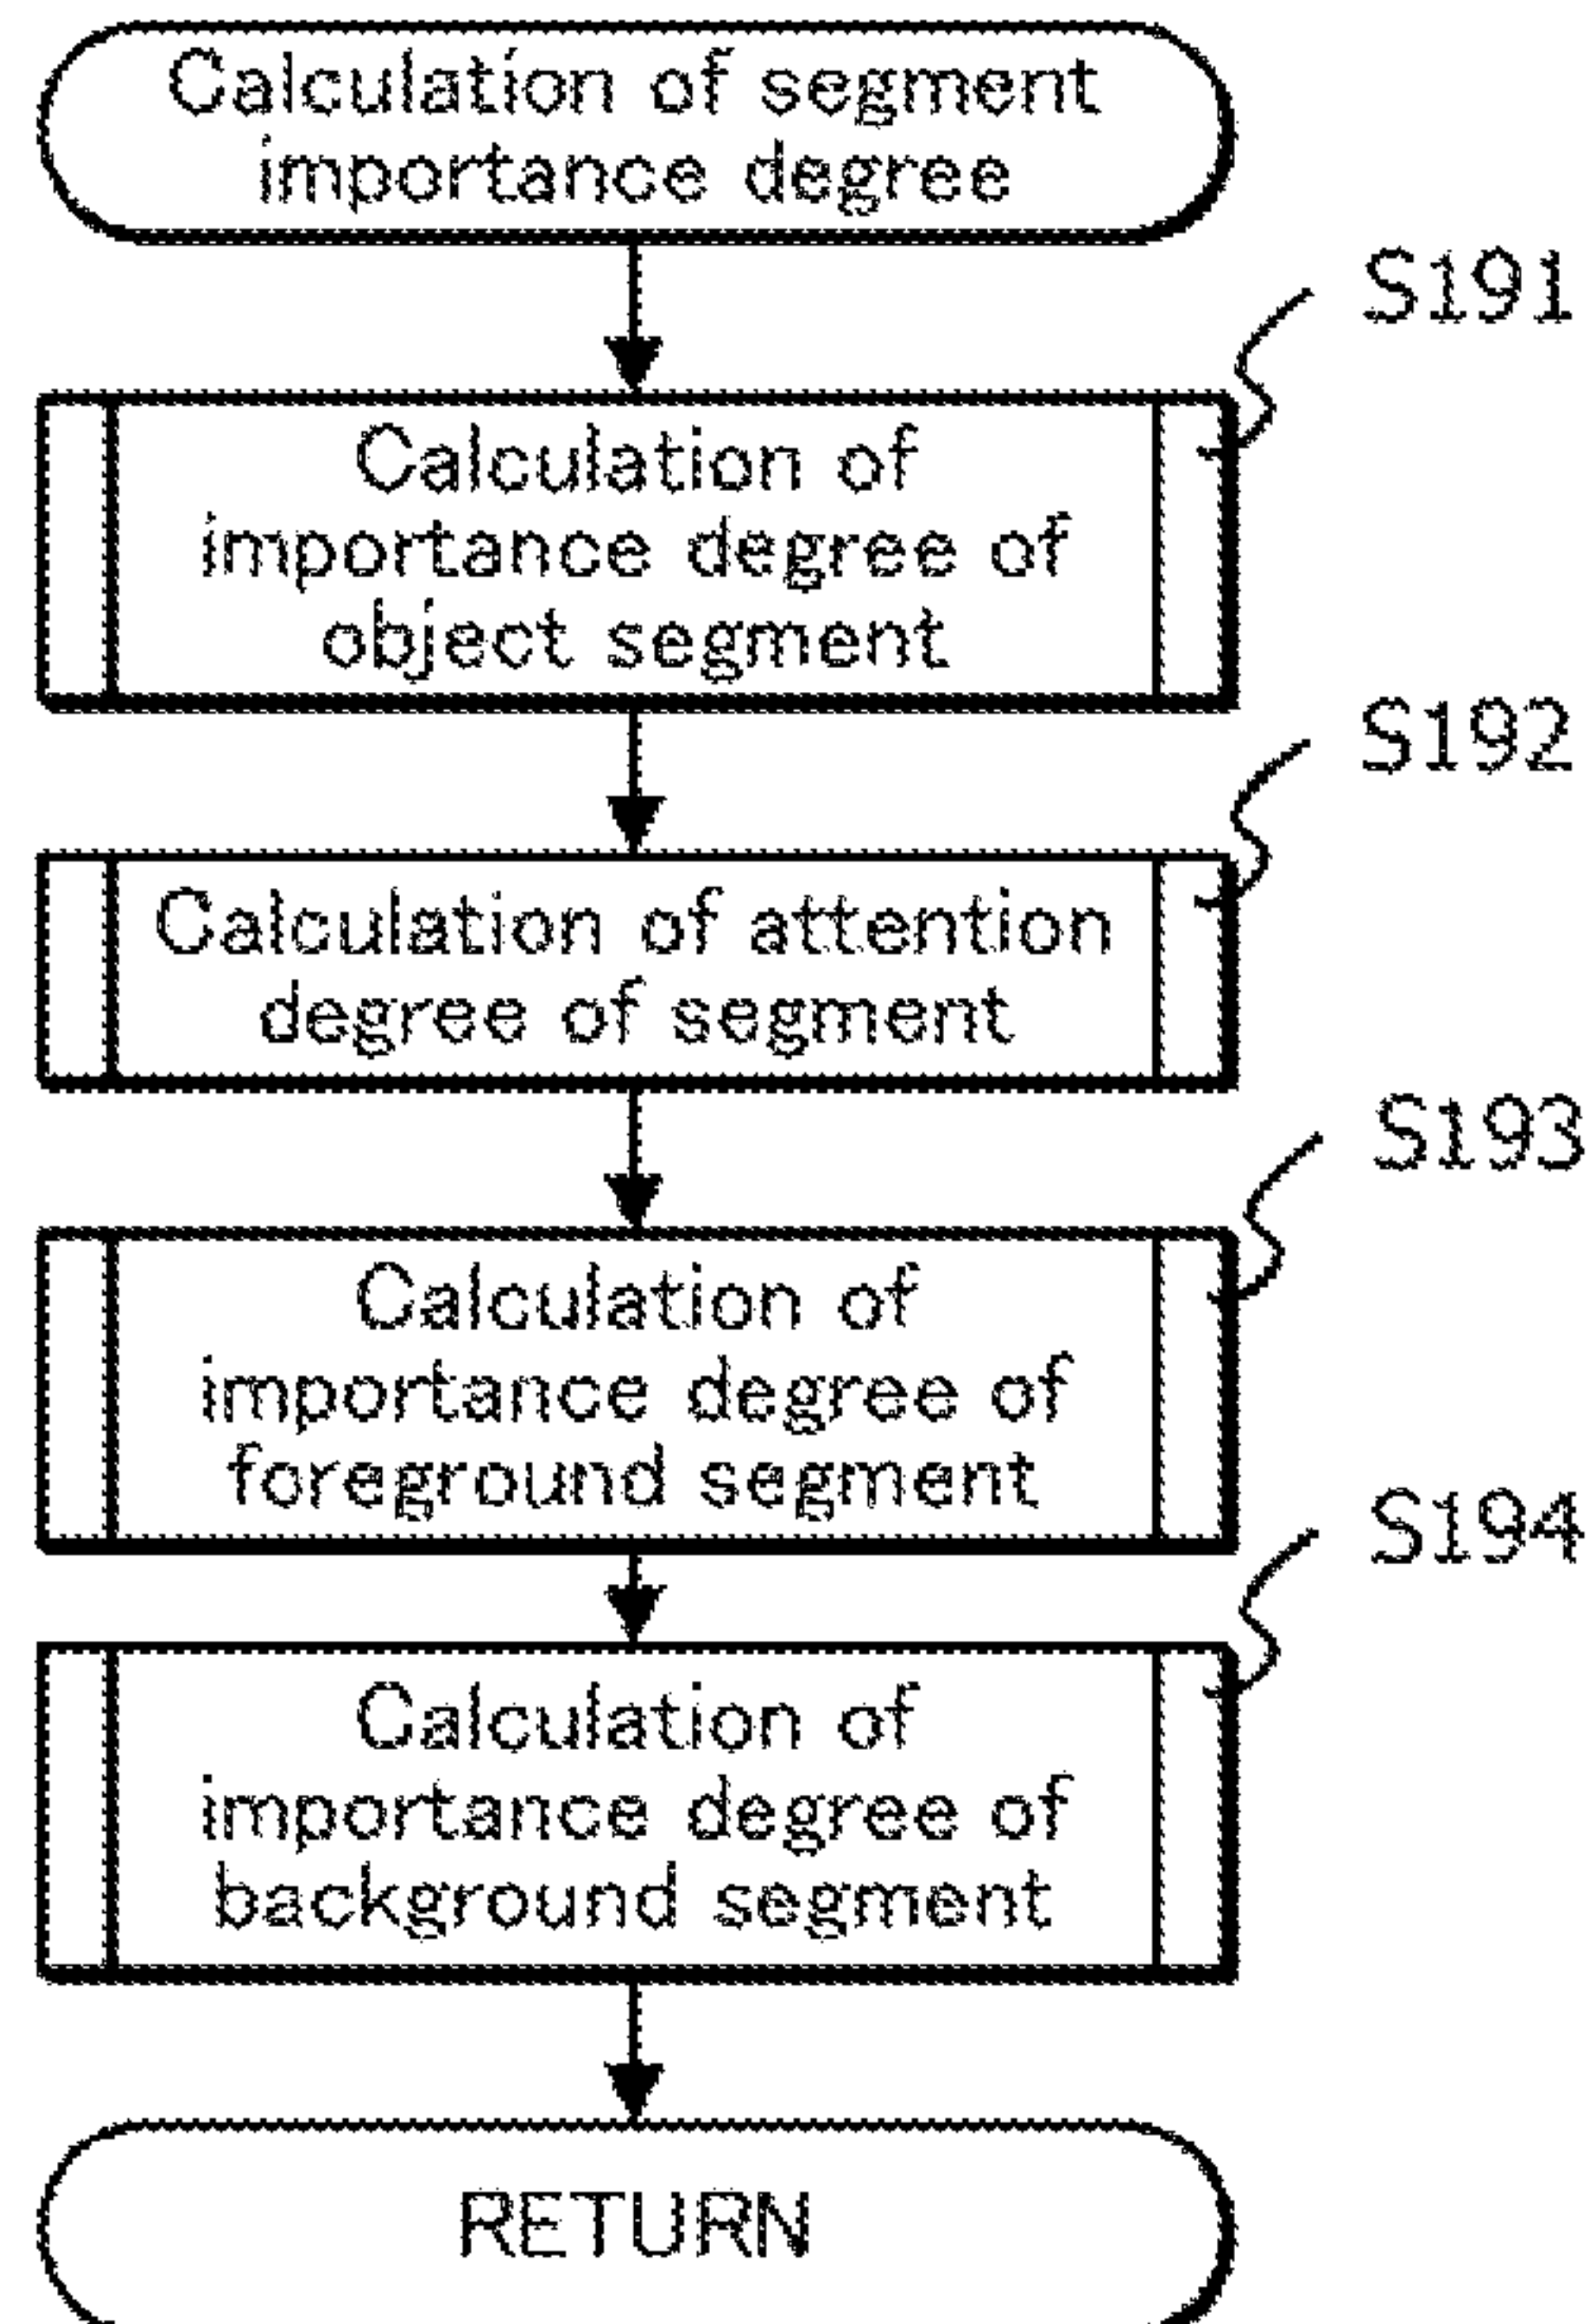 Calculation of segment
importance degree
S191
Calculation of
importance degree of
object segment
S192
Calculation of attention
degree of segment
S193
Calculation of
importance degree of
foreground segment
S194
Calculation of
importance degree of
background segment
RETURN